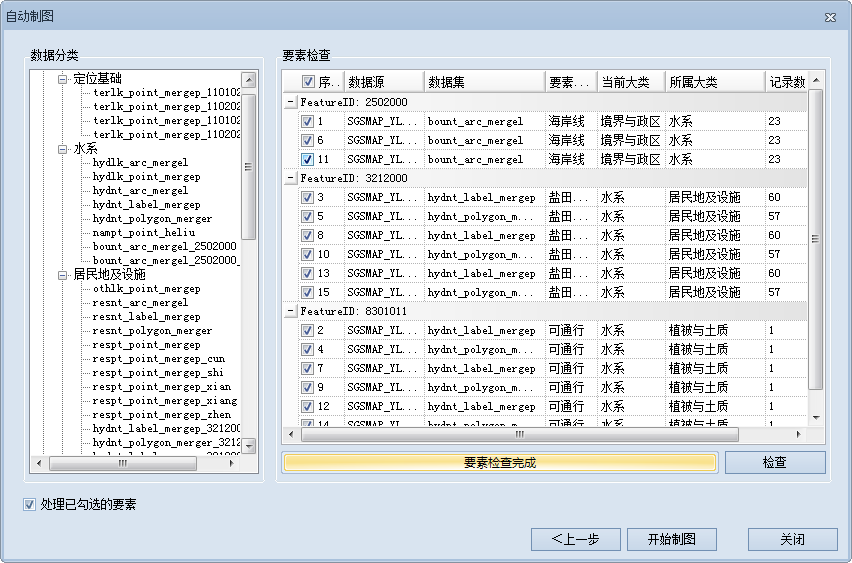 自动制图
数据分类
定位基础
terlk_point_mergep_110102
terlk_point_mergep_110202
terlk_point_mergep_110102
terlk_point_mergep_110202
水系
hydlk_arc_mergel
hydlk_point_mergep
hydnt_arc_mergel
hydnt_label_mergep
hydnt_polygon_merger
nampt_point_heliu
bount_arc_mergel_2502000
bount_arc_mergel_2502000_
居民地及设施
othlk_point_mergep
resnt_arc_mergel
resnt_label_mergep
resnt_polygon_merger
respt_point_mergep
respt_point_mergep_cun
respt_point_mergep_shi
respt_point_mergep_xian
respt_point_mergep_xiang
respt_point_mergep_zhen
hydnt_label_mergep_321200
hydnt_polygon_merger_3212
要素检查
序.. 数据源 数据集 要素... 当前大类 所属大类 记录数
FeatureID: 2502000
1 SGSMAP_YL... bount_arc_mergel 海岸线 境界与政区 水系 23
6 SGSMAP_YL... bount_arc_mergel 海岸线 境界与政区 水系 23
11 SGSMAP_YL... bount_arc_mergel 海岸线 境界与政区 水系 23
FeatureID: 3212000
3 SGSMAP_YL... hydnt_label_mergep 盐田... 水系 居民地及设施 60
5 SGSMAP_YL... hydnt_polygon_m... 盐田... 水系 居民地及设施 57
8 SGSMAP_YL... hydnt_label_mergep 盐田... 水系 居民地及设施 60
10 SGSMAP_YL... hydnt_polygon_m... 盐田... 水系 居民地及设施 57
13 SGSMAP_YL... hydnt_label_mergep 盐田... 水系 居民地及设施 60
15 SGSMAP_YL... hydnt_polygon_m... 盐田... 水系 居民地及设施 57
FeatureID: 8301011
2 SGSMAP_YL... hydnt_label_mergep 可通行 水系 植被与土质 1
4 SGSMAP_YL... hydnt_polygon_m... 可通行 水系 植被与土质 1
7 SGSMAP_YL... hydnt_label_mergep 可通行 水系 植被与土质 1
9 SGSMAP_YL... hydnt_polygon_m... 可通行 水系 植被与土质 1
12 SGSMAP_YL... hydnt_label_mergep 可通行 水系 植被与土质 1
要素检查完成 检查
处理已勾选的要素
<上一步 开始制图 关闭